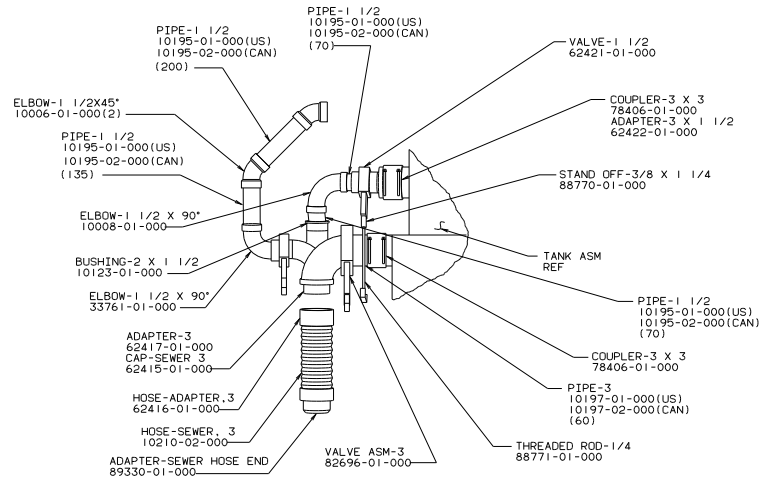 PIPE-1 1/2
10195-01-000(US)
10195-02-000(CAN)
(70)
PIPE-1 1/2
10195-01-000(US)
10195-02-000(CAN)
(200)
VALVE-1 1/2
62421-01-000
ELBOW-1 1/2X45°
10006-01-000(2)
COUPLER-3 X 3
78406-01-000
ADAPTER-3 X 1 1/2
62422-01-000
PIPE-1 1/2
10195-01-000(US)
10195-02-000(CAN)
(135)
STAND OFF-3/8 X 1 1/4
88770-01-000
ELBOW-1 1/2 X 90°
10008-01-000
TANK ASM
REF
BUSHING-2 X 1 1/2
10123-01-000
ELBOW-1 1/2 X 90°
33761-01-000
PIPE-1 1/2
10195-01-000(US)
10195-02-000(CAN)
(70)
ADAPTER-3
62417-01-000
CAP-SEWER 3
62415-01-000
COUPLER-3 X 3
78406-01-000
HOSE-ADAPTER,3
62416-01-000
PIPE-3
10197-01-000(US)
10197-02-000(CAN)
(60)
HOSE-SEWER, 3
10210-02-000
THREADED ROD-1/4
88771-01-000
VALVE ASM-3
82696-01-000
ADAPTER-SEWER HOSE END
89330-01-000